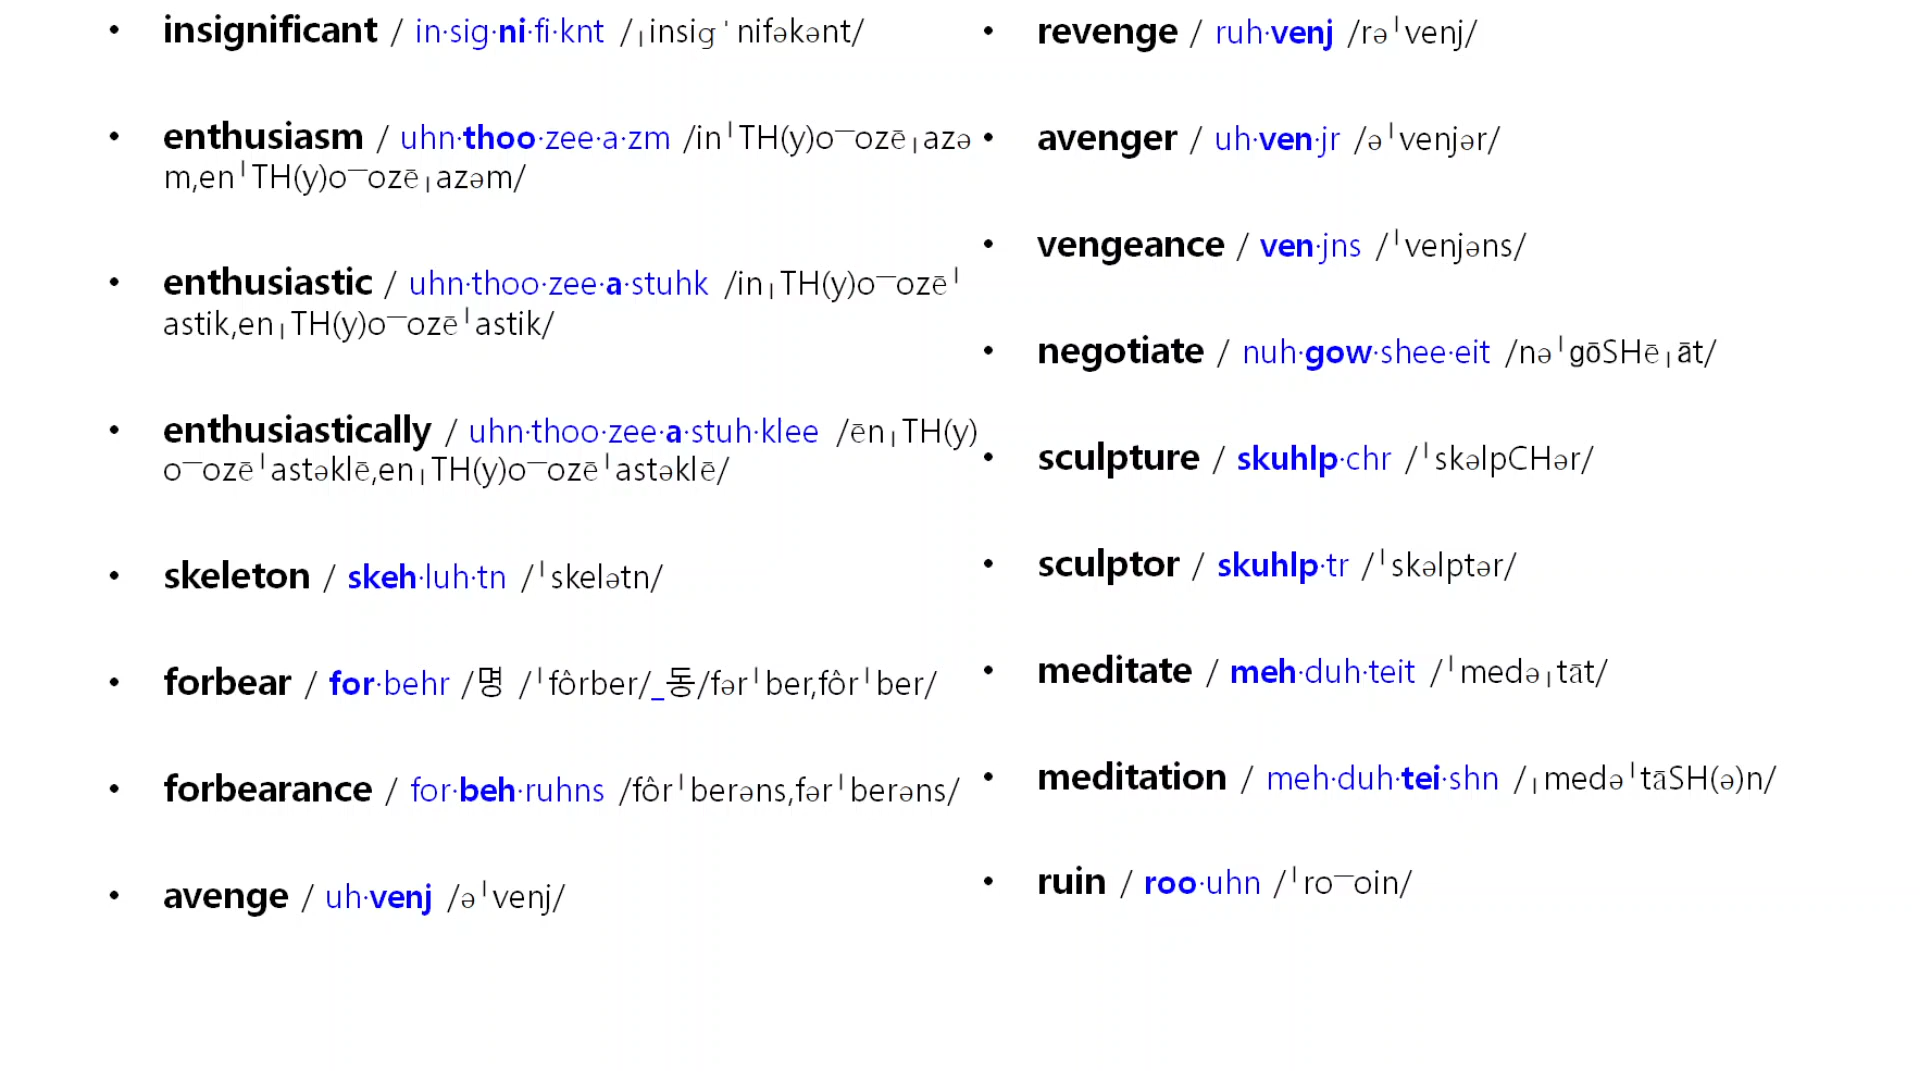 • insignificant / in·sig·ni·fi·knt /ˌinsiɡˈnifəkənt/
• enthusiasm / uhn·thoo·zee·a·zm /inˈTH(y)o͞ozēˌazə
m,enˈTH(y)o͞ozēˌazəm/
• enthusiastic / uhn·thoo·zee·a·stuhk /inˌTH(y)o͞ozēˈ
astik,enˌTH(y)o͞ozēˈastik/
• enthusiastically / uhn·thoo·zee·a·stuh·klee /ēnˌTH(y)
o͞ozēˈastəklē,enˌTH(y)o͞ozēˈastəklē/
• skeleton / skeh·luh·tn /ˈskelətn/
• forbear / for·behr /명 /ˈfôrber/_동/fərˈber,fôrˈber/
• forbearance / for·beh·ruhns /fôrˈberəns,fərˈberəns/
• avenge / uh·venj /əˈvenj/
• revenge / ruh·venj /rəˈvenj/
• avenger / uh·ven·jr /əˈvenjər/
• vengeance / ven·jns /ˈvenjəns/
• negotiate / nuh·gow·shee·eit /nəˈgōSHēˌāt/
• sculpture / skuhlp·chr /ˈskəlpCHər/
• sculptor / skuhlp·tr /ˈskəlptər/
• meditate / meh·duh·teit /ˈmedəˌtāt/
• meditation / meh·duh·tei·shn /ˌmedəˈtāSH(ə)n/
• ruin / roo·uhn /ˈro͞oin/